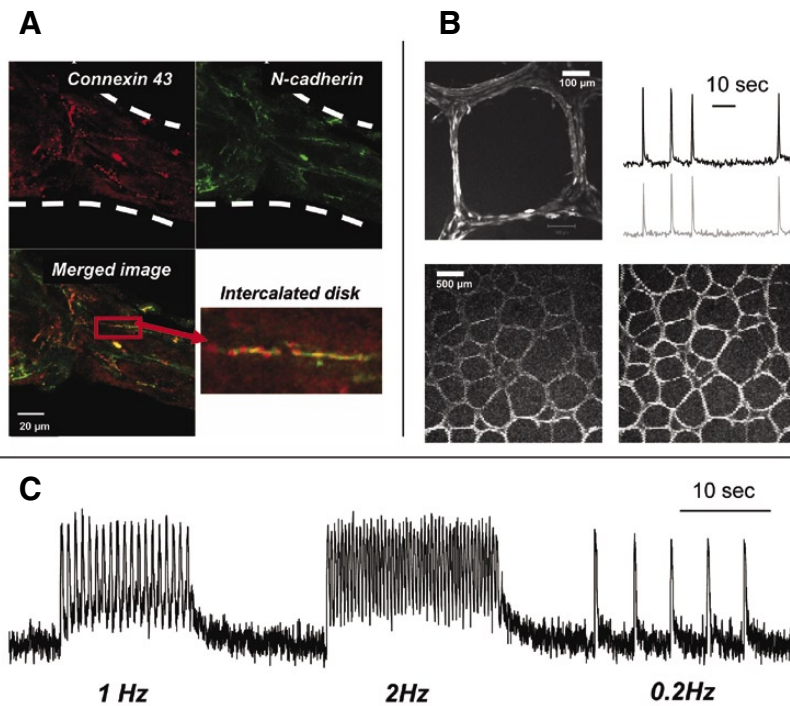 A
Connexin 43
N-cadherin
Merged image
Intercalated disk
20 µm
B
100 µm
10 sec
500 µm
C
10 sec
1 Hz
2Hz
0.2Hz